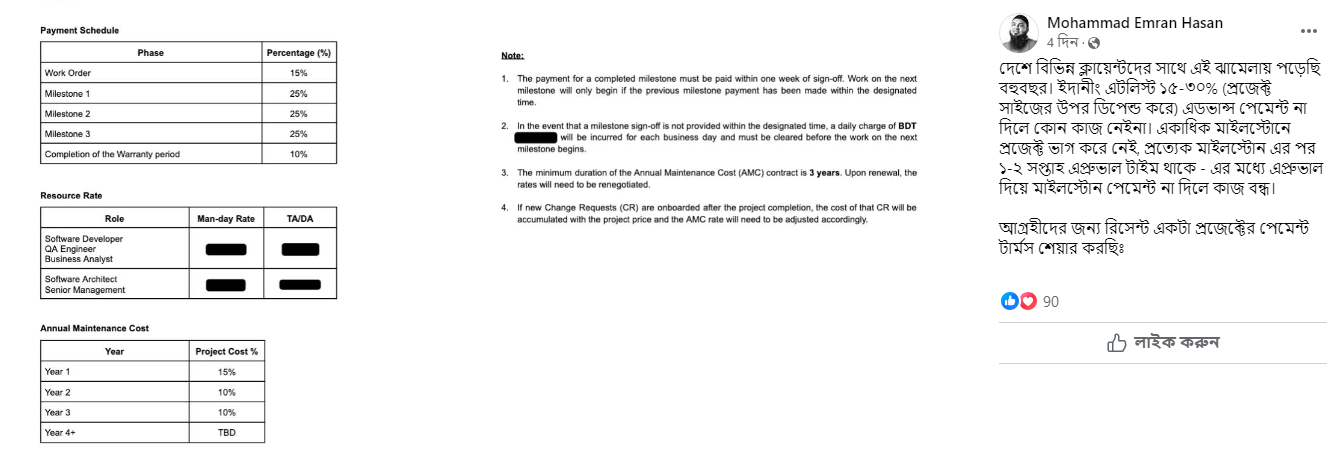 Payment Schedule
Phase Percentage (%)
Work Order 15%
Milestone 1 25%
Milestone 2 25%
Milestone 3 25%
Completion of the Warranty period 10%
Resource Rate
Role Man-day Rate TA/DA
Software Developer
QA Engineer
Business Analyst
Software Architect
Senior Management
Annual Maintenance Cost
Year Project Cost %
Year 1 15%
Year 2 10%
Year 3 10%
Year 4+ TBD
Note:
1. The payment for a completed milestone must be paid within one week of sign-off. Work on the next
milestone will only begin if the previous milestone payment has been made within the designated
time.
2. In the event that a milestone sign-off is not provided within the designated time, a daily charge of BDT
will be incurred for each business day and must be cleared before the work on the next
milestone begins.
3. The minimum duration of the Annual Maintenance Cost (AMC) contract is 3 years. Upon renewal, the
rates will need to be renegotiated.
4. If new Change Requests (CR) are onboarded after the project completion, the cost of that CR will be
accumulated with the project price and the AMC rate will need to be adjusted accordingly.
Mohammad Emran Hasan
4 দিন ·
দেশে বিভিন্ন ক্লায়েন্টদের সাথে এই ঝামেলায় পড়েছি
বহুবছর। ইদানীং এটলিস্ট ১৫-৩০% (প্রজেক্ট
সাইজের উপর ডিপেন্ড করে) এডভান্স পেমেন্ট না
দিলে কোন কাজ নেইনা। একাধিক মাইলস্টোনে
প্রজেক্ট ভাগ করে নেই, প্রত্যেক মাইলস্টোন এর পর
১-২ সপ্তাহ এপ্রুভাল টাইম থাকে - এর মধ্যে এপ্রুভাল
দিয়ে মাইলস্টোন পেমেন্ট না দিলে কাজ বন্ধ।
আগ্রহীদের জন্য রিসেন্ট একটা প্রজেক্টের পেমেন্ট
টার্মস শেয়ার করছিঃ
90
লাইক করুন